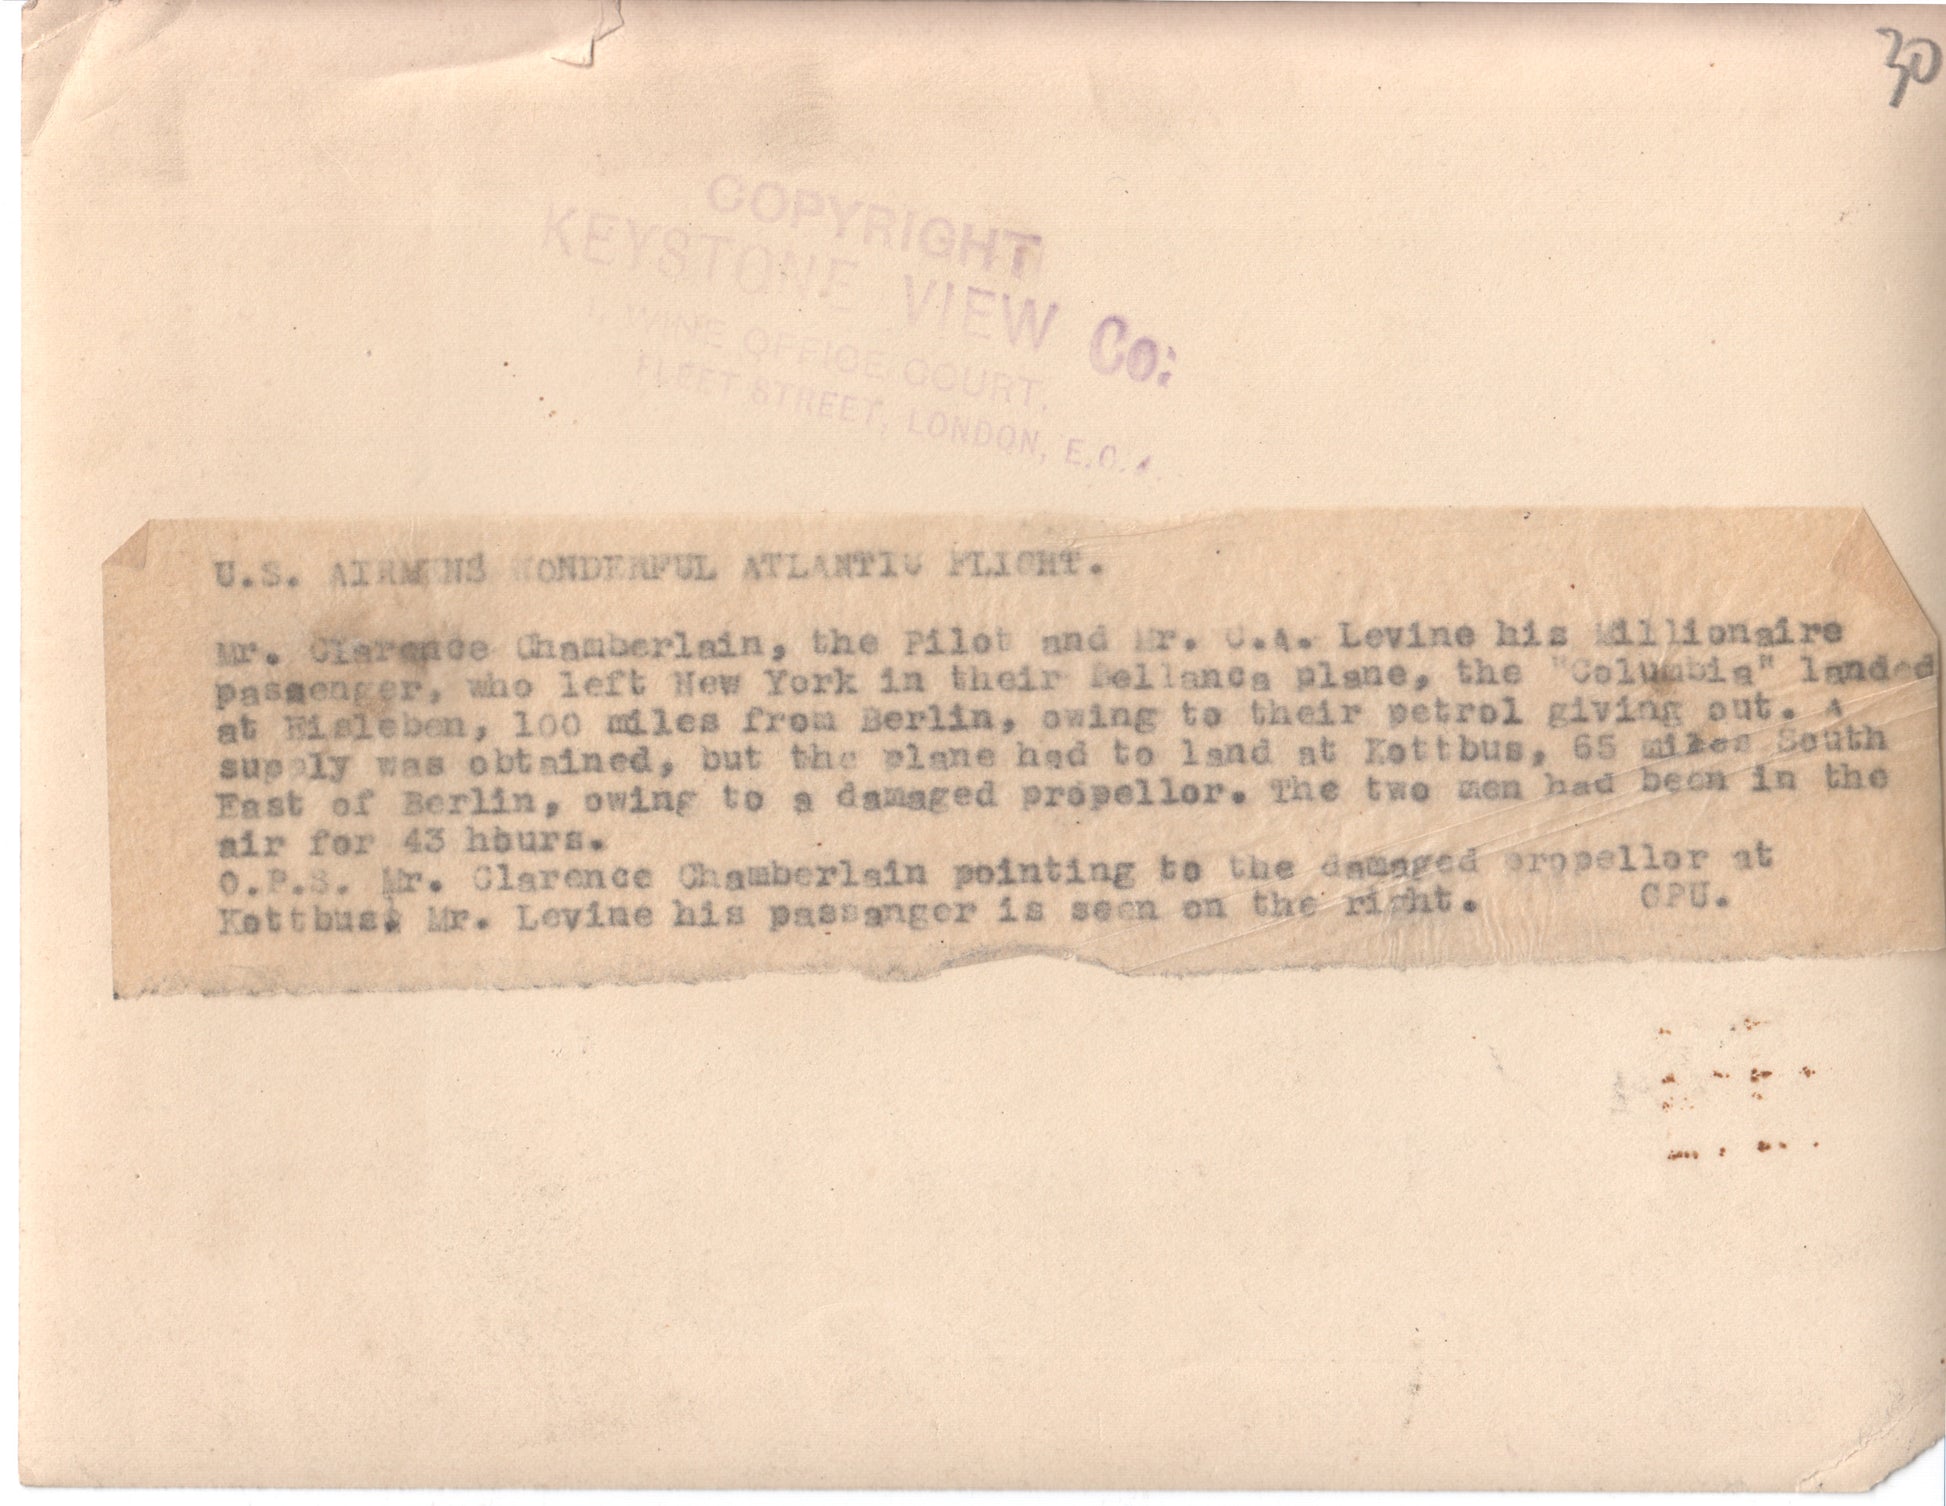 30
COPYRIGHT
KEYSTONE VIEW Co:
1, WINE OFFICE COURT,
FLEET STREET, LONDON, E.C.4
U.S. AIRMENS WONDERFUL ATLANTIC FLIGHT.
Mr. Clarence Chamberlain, the Pilot and Mr. C.A. Levine his Millionaire
passenger, who left New York in their Bellanca plane, the "Columbia" landed
at Eisleben, 100 miles from Berlin, owing to their petrol giving out. A
supply was obtained, but the plane had to land at Kottbus, 65 miles South
East of Berlin, owing to a damaged propellor. The two men had been in the
air for 43 hours.
O.P.S. Mr. Clarence Chamberlain pointing to the damaged propellor at
Kottbus, Mr. Levine his passanger is seen on the right. GPU.